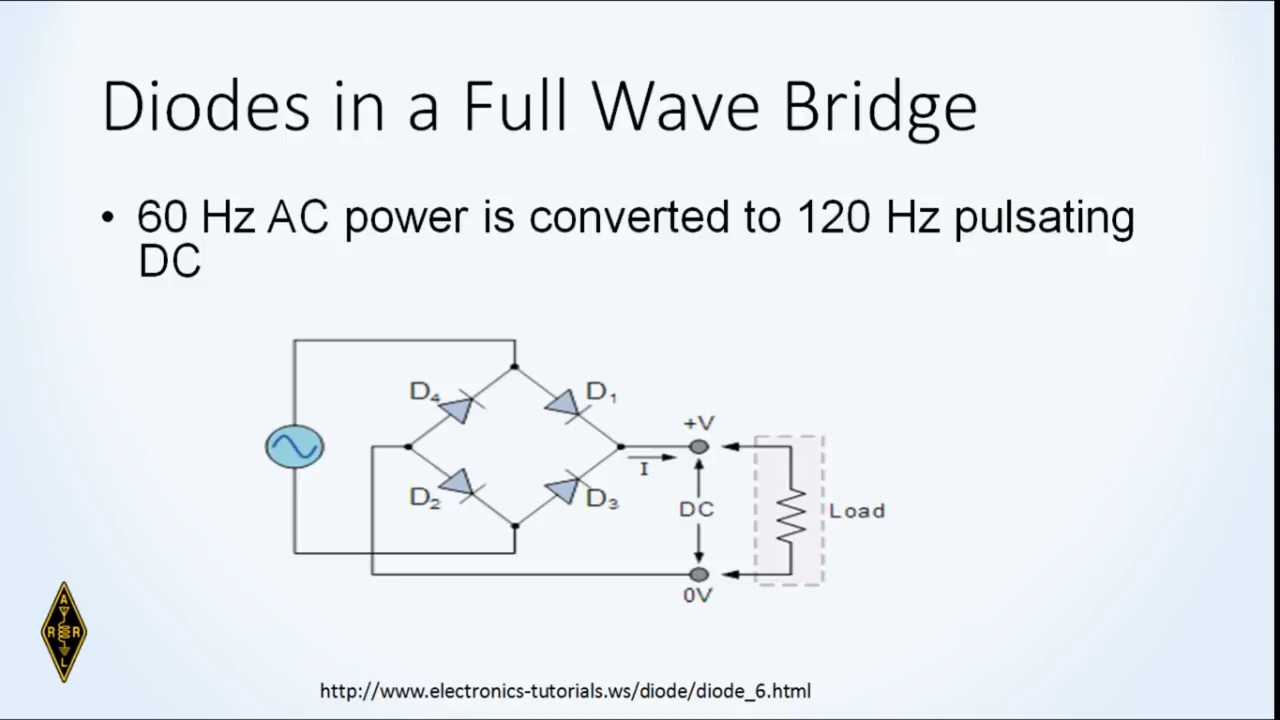 Diodes in a Full Wave Bridge
• 60 Hz AC power is converted to 120 Hz pulsating
DC
D4
D1
+V
I
D2
D3
DC
Load
0V
A
R R
L
http://www.electronics-tutorials.ws/diode/diode_6.html